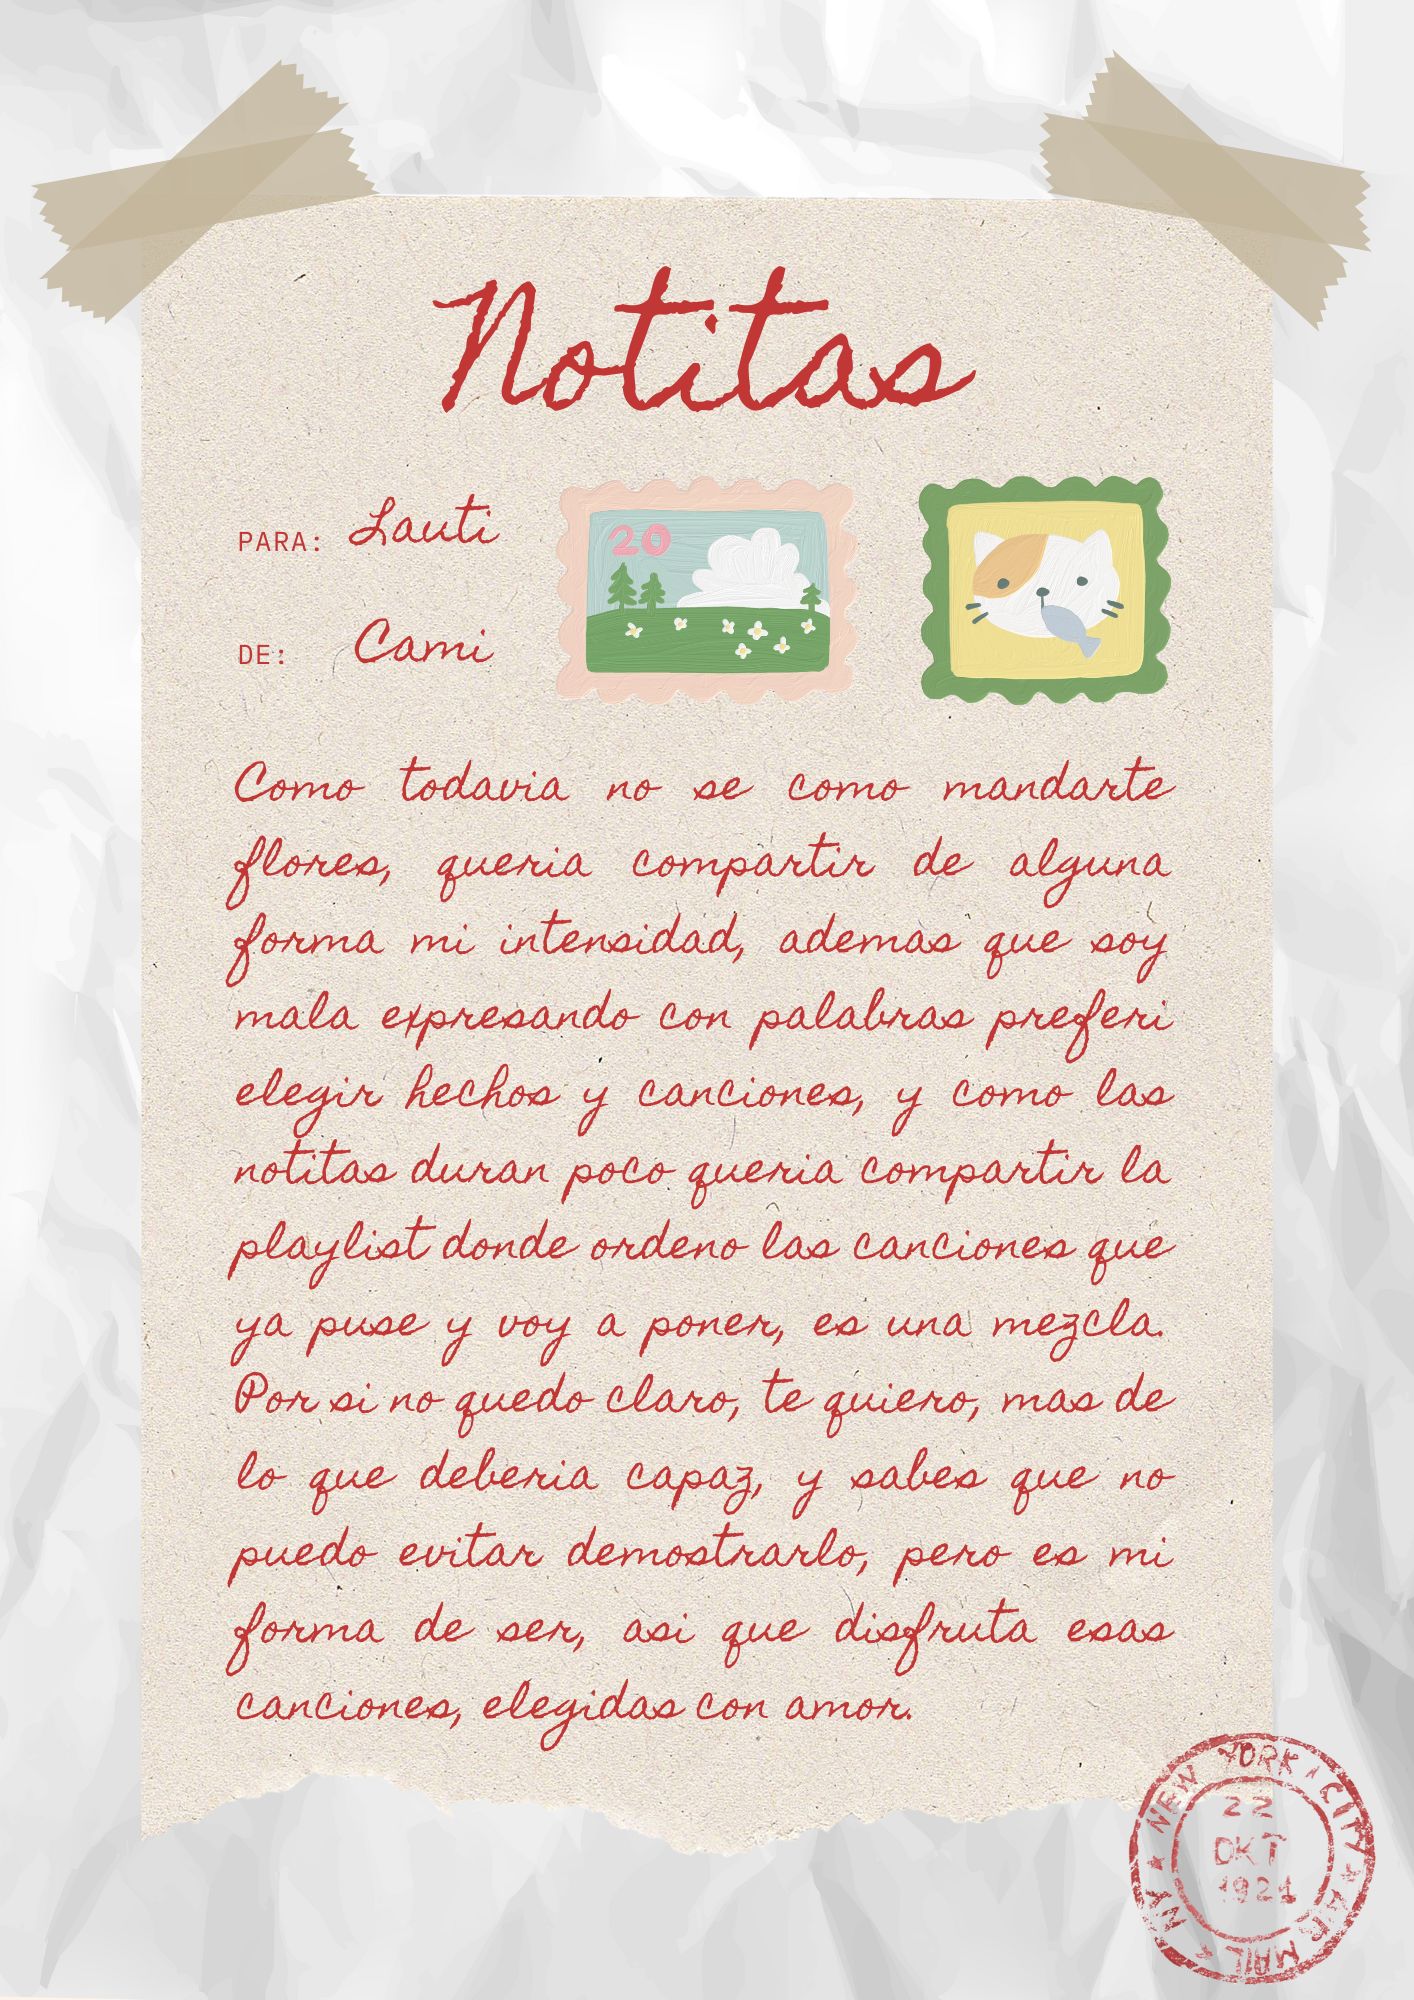 Notitas
PARA: Lauti
20
DE: Cami
Como todavia no se como mandarte
flores, queria compartir de alguna
forma mi intensidad, ademas que soy
mala expresando con palabras preferi
elegir hechos y canciones, y como las
notitas duran poco queria compartir la
playlist donde ordeno las canciones que
ya puse y voy a poner, es una mezcla.
Por si no quedo claro, te quiero, mas de
lo que deberia capaz, y sabes que no
puedo evitar demostrarlo, pero es mi
forma de ser, asi que disfruta esas
canciones, elegidas con amor.
NEW YORK CITY
AIR MAIL
NY
22
OKT
1921